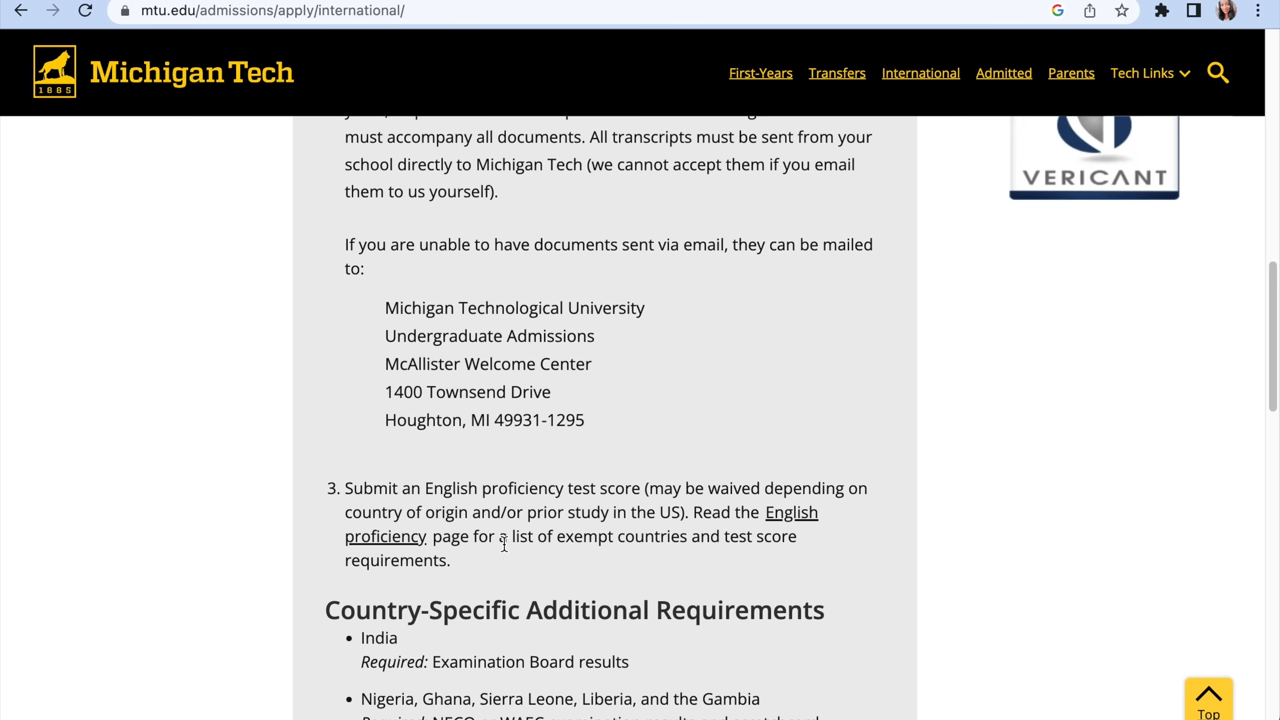 mtu.edu/admissions/apply/international/
1885
Michigan Tech
First-Years Transfers International Admitted Parents Tech Links
must accompany all documents. All transcripts must be sent from your
school directly to Michigan Tech (we cannot accept them if you email
them to us yourself).
VERICANT
If you are unable to have documents sent via email, they can be mailed
to:
Michigan Technological University
Undergraduate Admissions
McAllister Welcome Center
1400 Townsend Drive
Houghton, MI 49931-1295
3. Submit an English proficiency test score (may be waived depending on
country of origin and/or prior study in the US). Read the English
proficiency page for a list of exempt countries and test score
requirements.
Country-Specific Additional Requirements
• India
Required: Examination Board results
• Nigeria, Ghana, Sierra Leone, Liberia, and the Gambia
Top